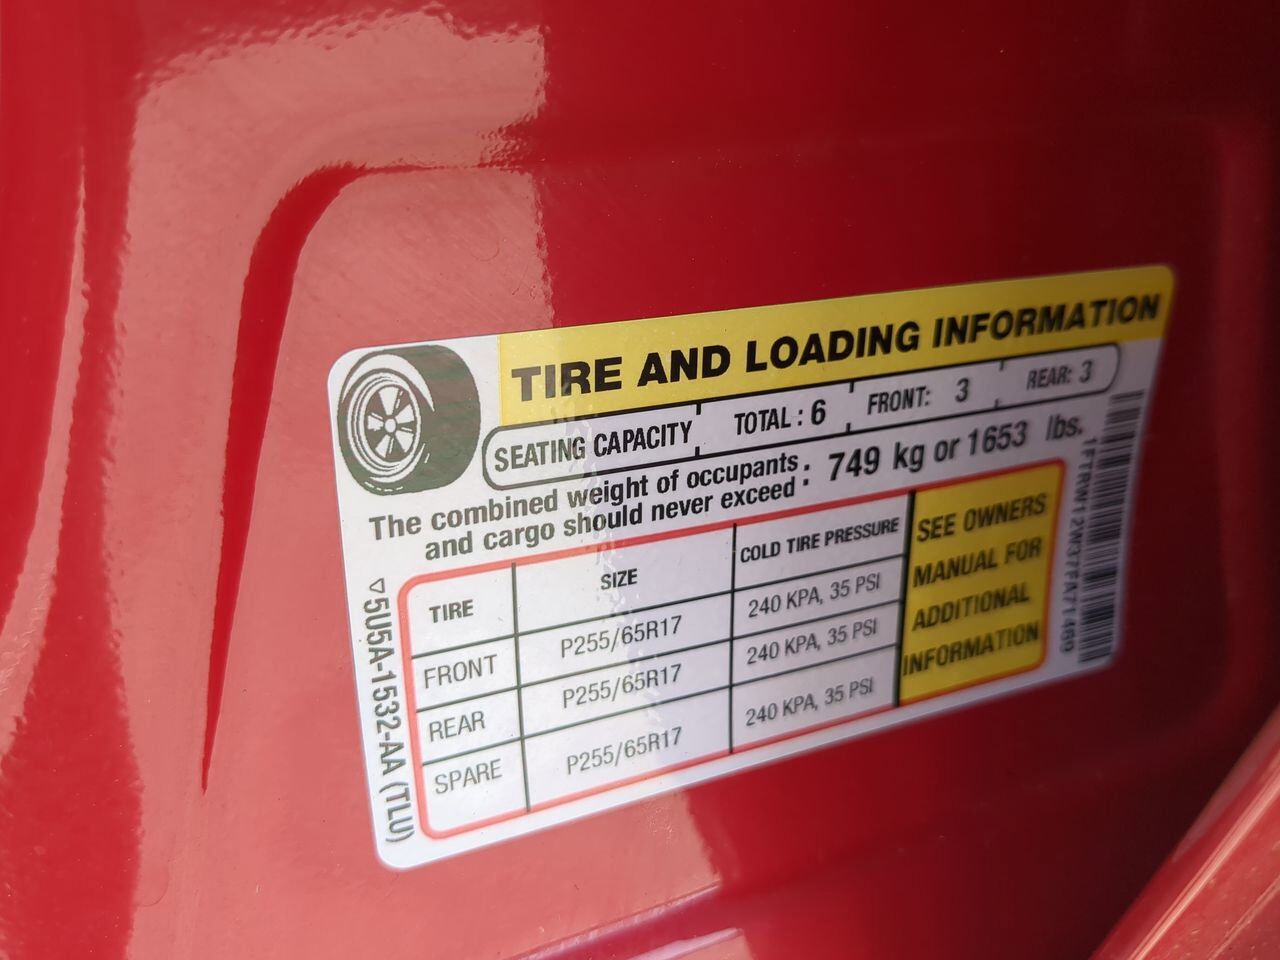 TIRE AND LOADING INFORMATION
SEATING CAPACITY TOTAL : 6 FRONT: 3 REAR: 3
The combined weight of occupants : 749 kg or 1653 lbs.
and cargo should never exceed
TIRE SIZE COLD TIRE PRESSURE
FRONT P255/65R17 240 KPA, 35 PSI
REAR P255/65R17 240 KPA, 35 PSI
SPARE P255/65R17 240 KPA, 35 PSI
SEE OWNERS
MANUAL FOR
ADDITIONAL
INFORMATION
▽5U5A-1532-AA (TLU)